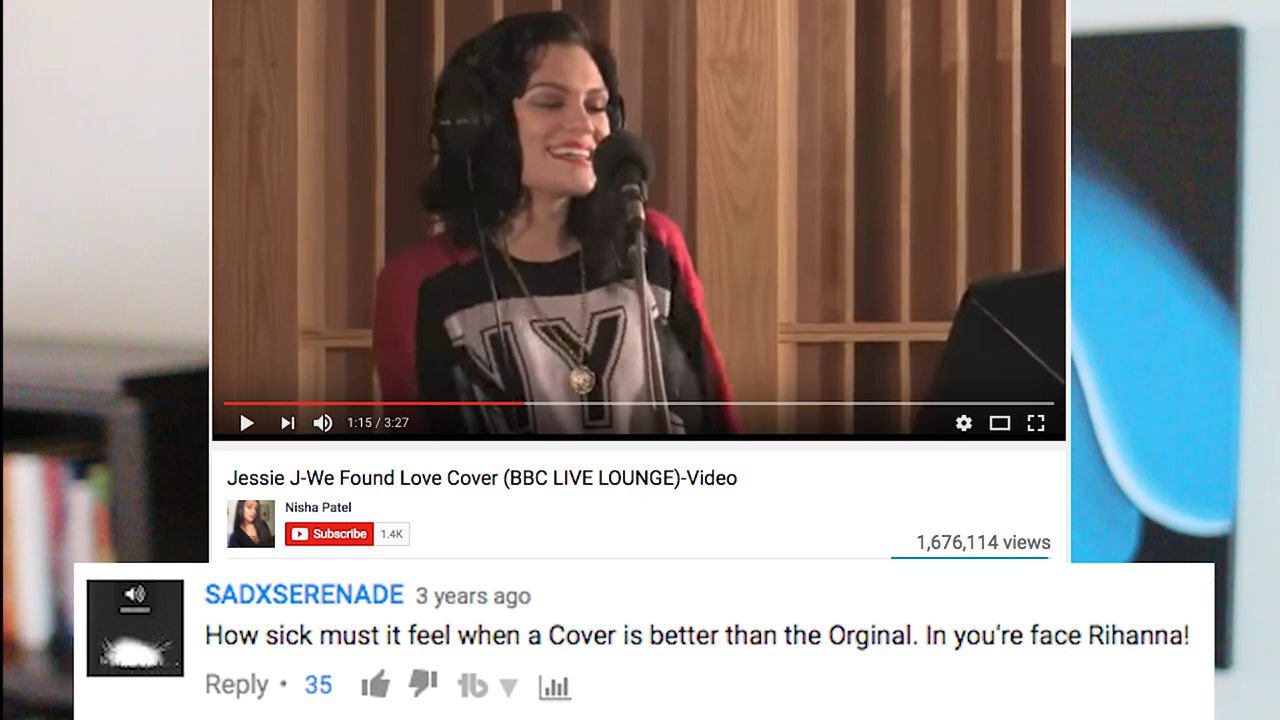 NY
1:15 / 3:27
Jessie J-We Found Love Cover (BBC LIVE LOUNGE)-Video
Nisha Patel
Subscribe 1.4K
1,676,114 views
SADXSERENADE 3 years ago
How sick must it feel when a Cover is better than the Orginal. In you're face Rihanna!
Reply • 35 tb